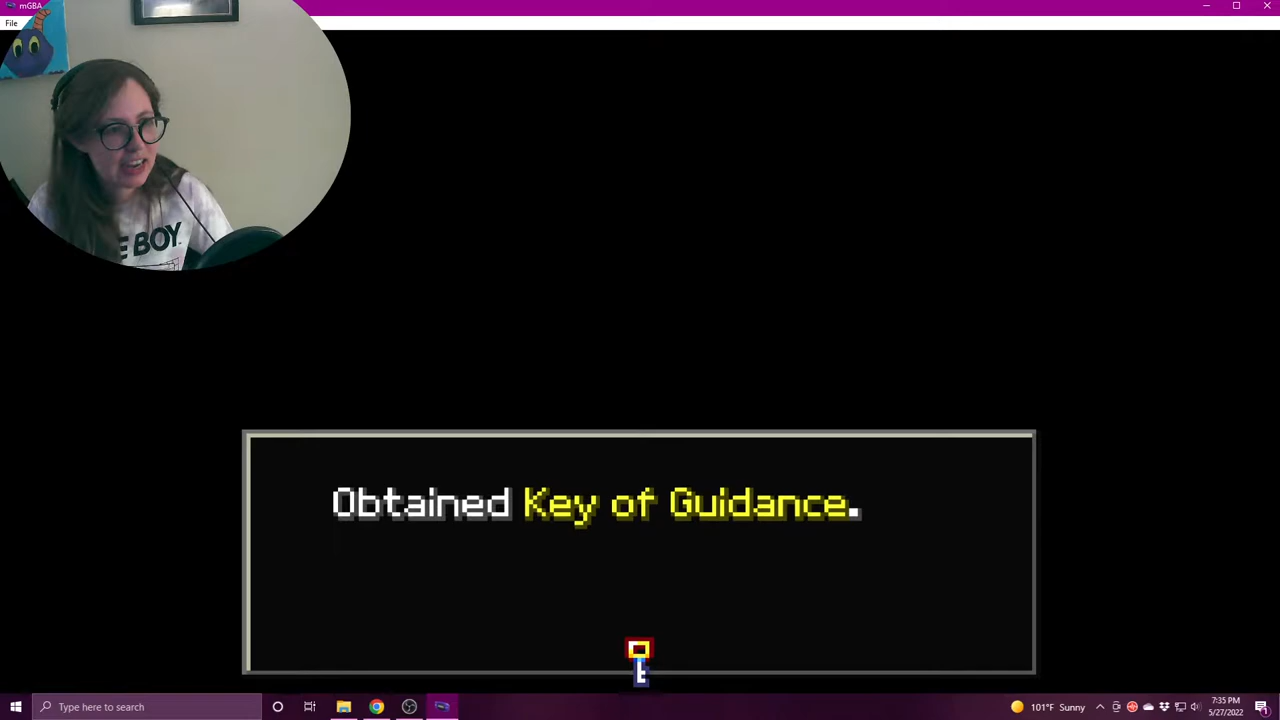 mGBA
File
E BOY
Obtained Key of Guidance.
Type here to search
101°F Sunny
7:35 PM
5/27/2022
1